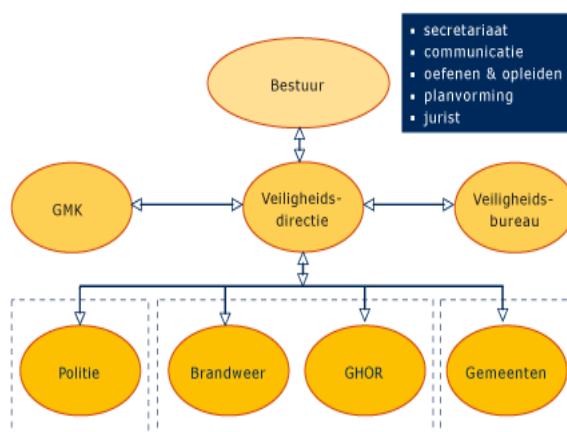 ▪ secretariaat
▪ communicatie
▪ oefenen & opleiden
▪ planvorming
▪ jurist
Bestuur
GMK
Veiligheids-
directie
Veiligheids-
bureau
Politie
Brandweer
GHOR
Gemeenten